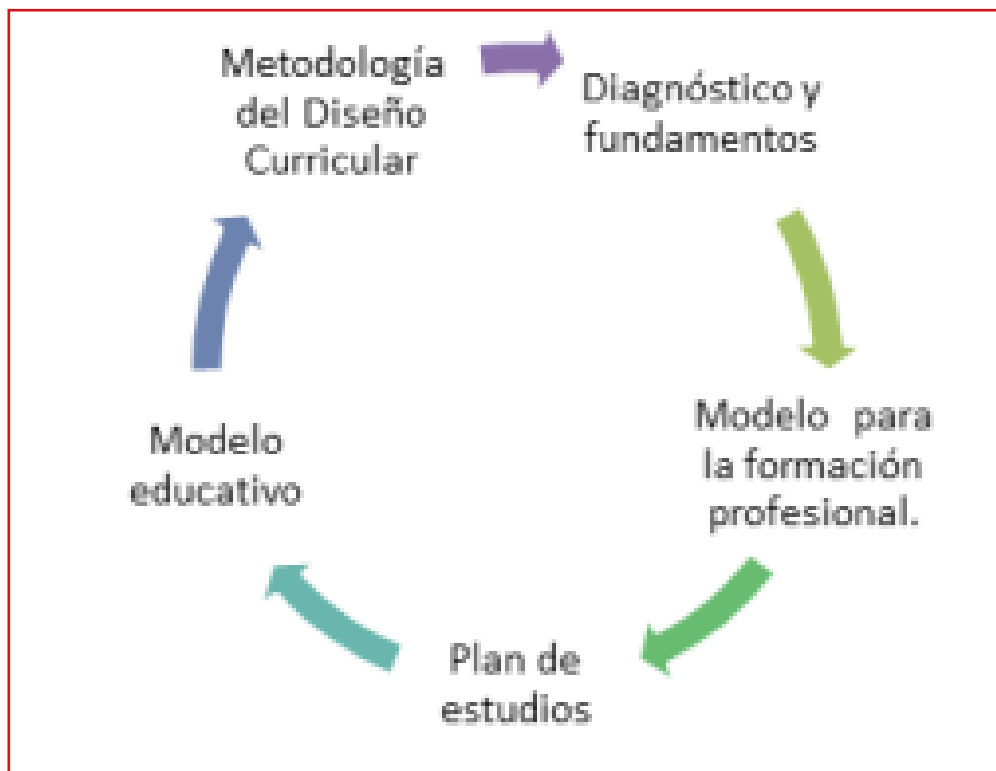 Metodología
del Diseño
Curricular
Diagnóstico y
fundamentos
Modelo para
la formación
profesional.
Plan de
estudios
Modelo
educativo